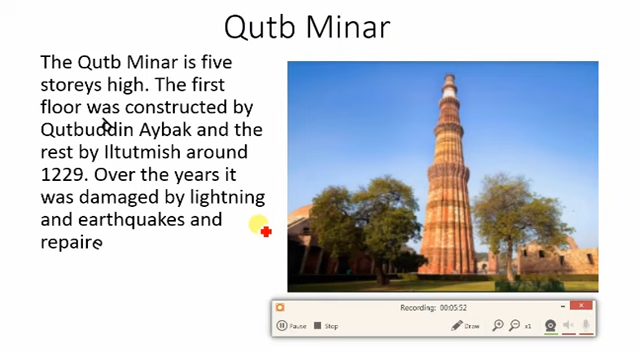 Qutb Minar
The Qutb Minar is five
storeys high. The first
floor was constructed by
Qutbuddin Aybak and the
rest by Iltutmish around
1229. Over the years it
was damaged by lightning
and earthquakes and
repaire
Recording: 00:05:52
Pause Stop Draw x1